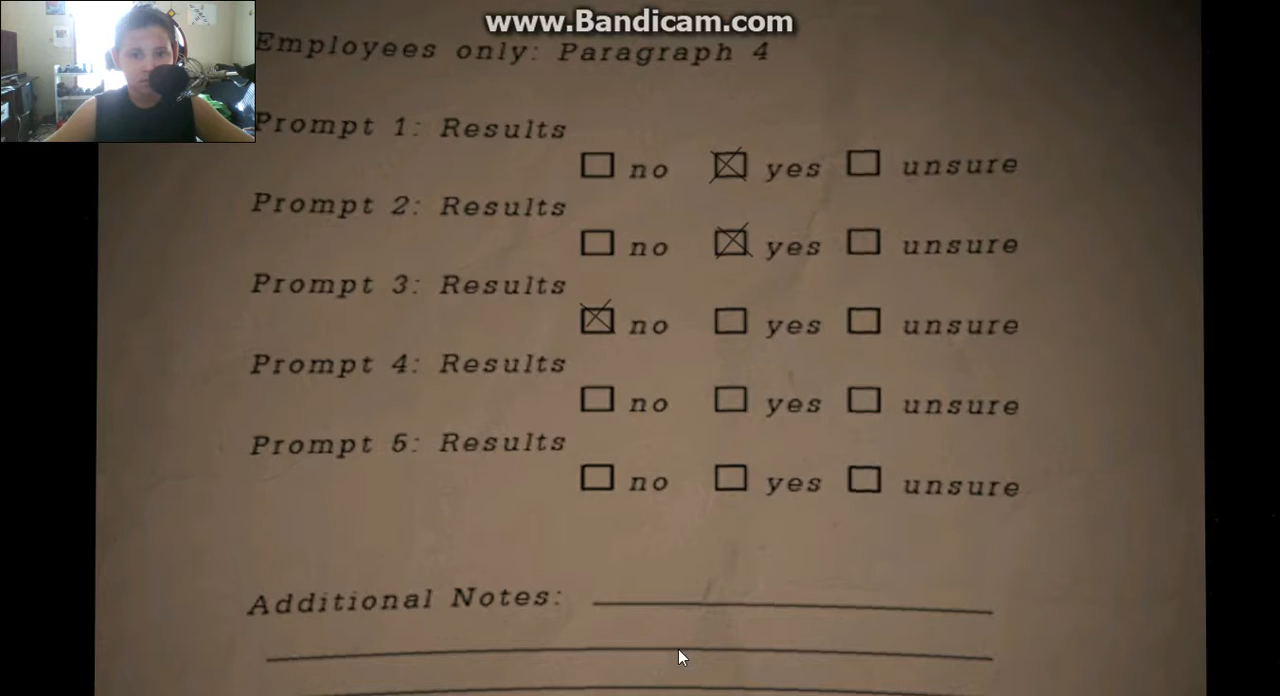 www.Bandicam.com
Employees only: Paragraph 4
Prompt 1: Results
no yes unsure
Prompt 2: Results
no yes unsure
Prompt 3: Results
no yes unsure
Prompt 4: Results
no yes unsure
Prompt 5: Results
no yes unsure
Additional Notes: